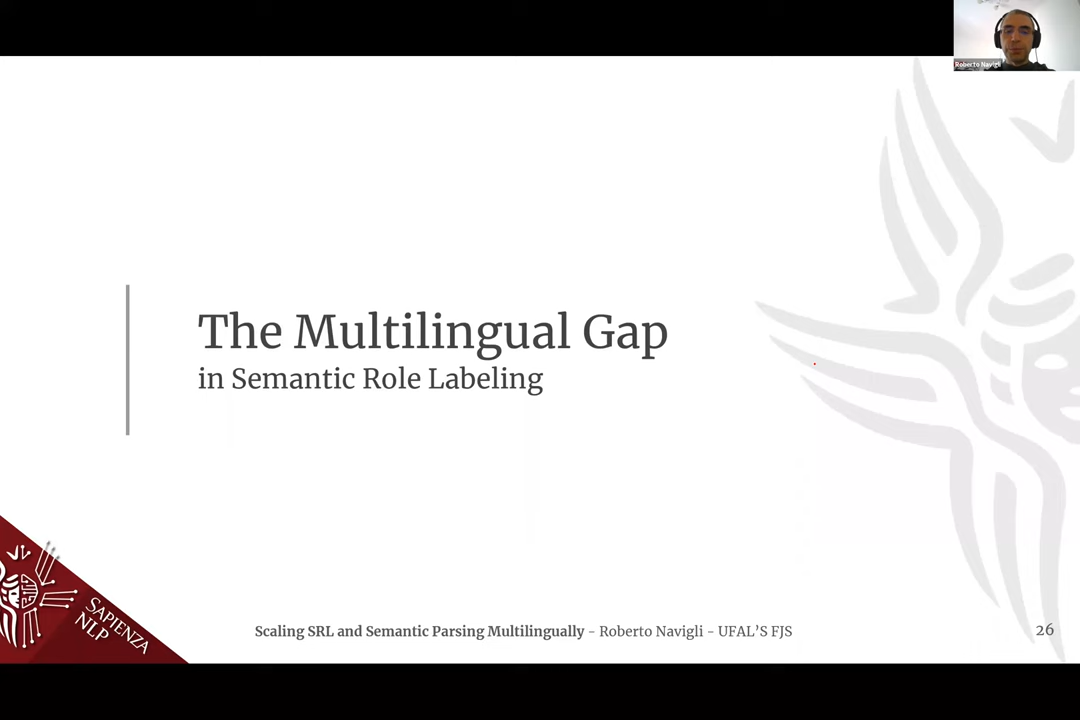 Roberto Navigli
The Multilingual Gap
in Semantic Role Labeling
SAPIENZA
NLP
Scaling SRL and Semantic Parsing Multilingually - Roberto Navigli - UFAL'S FJS
26